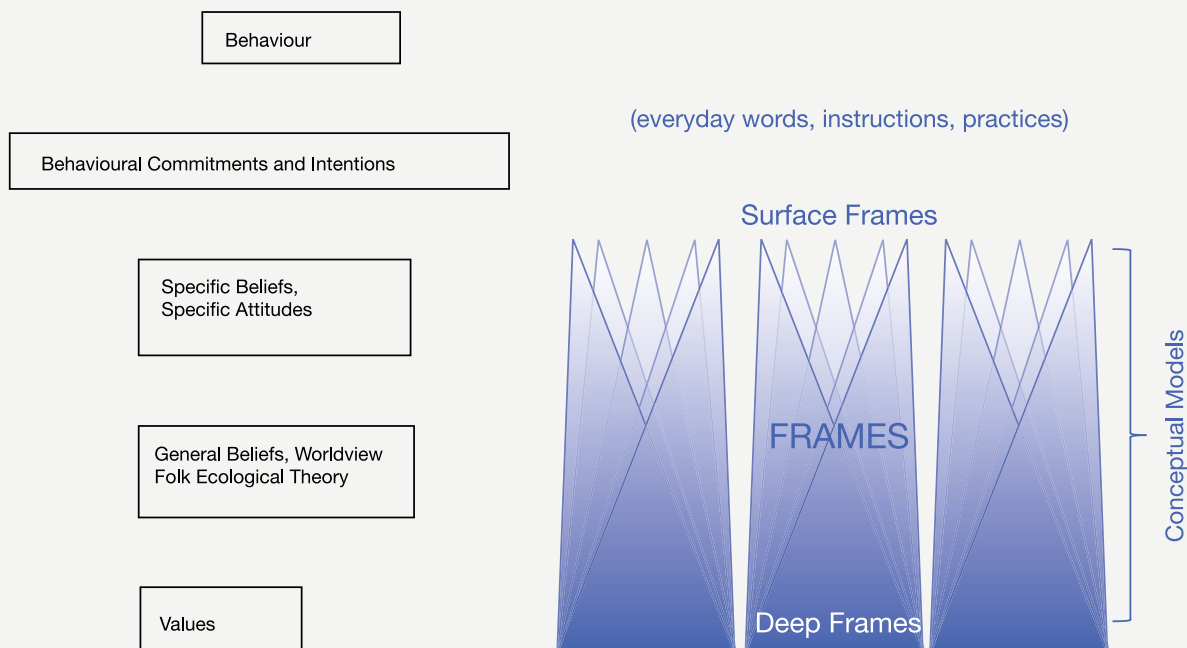 Behaviour
(everyday words, instructions, practices)
Behavioural Commitments and Intentions
Surface Frames
Specific Beliefs,
Specific Attitudes
Conceptual Models
FRAMES
General Beliefs, Worldview
Folk Ecological Theory
Deep Frames
Values